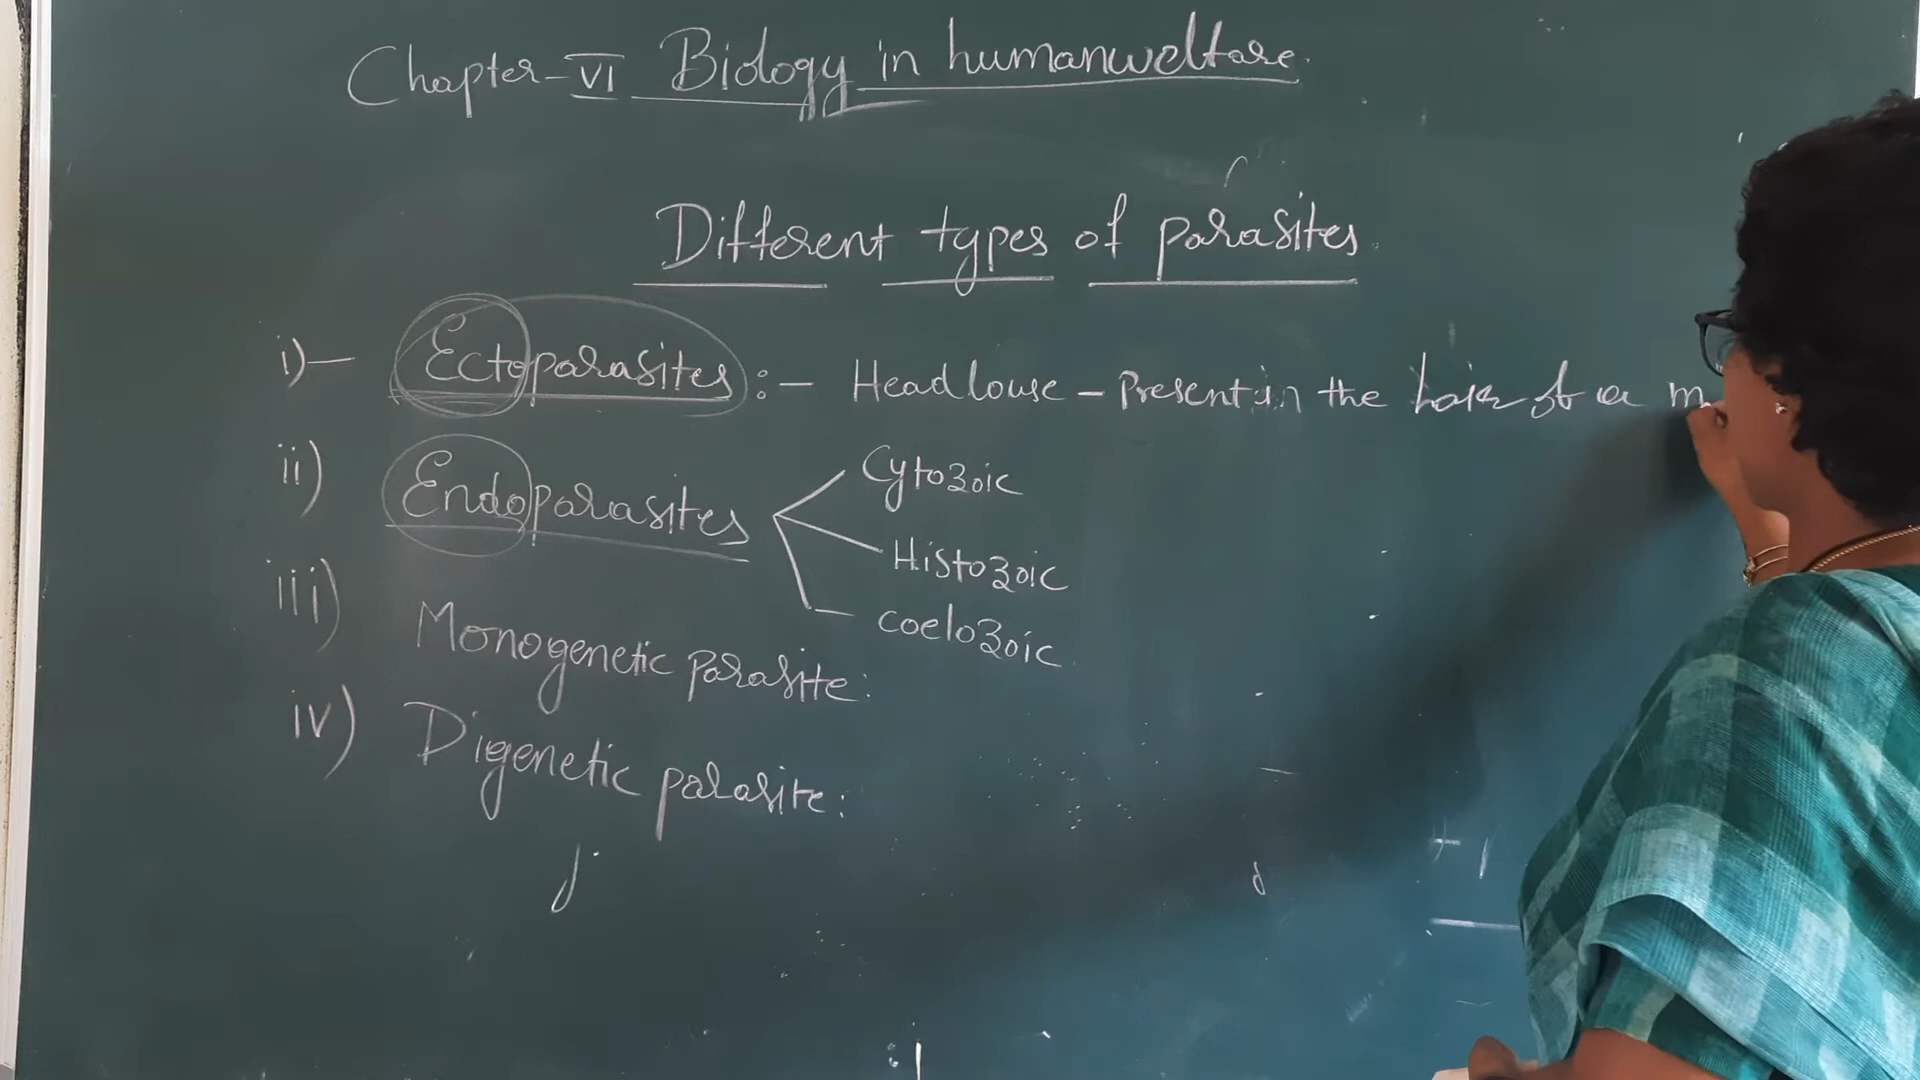 Chapter-VI Biology in humanwelfare.
Different types of parasites.
i)- Ectoparasites :- Headlouse - Present in the hair of a m
ii) Endoparasites
Cytozoic
Histozoic
coelozoic
iii) Monogenetic parasite:
iv) Digenetic parasite: